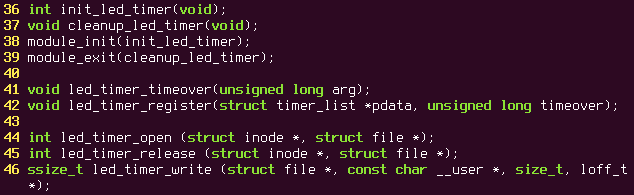 36 int init_led_timer(void);
37 void cleanup_led_timer(void);
38 module_init(init_led_timer);
39 module_exit(cleanup_led_timer);
40
41 void led_timer_timeover(unsigned long arg);
42 void led_timer_register(struct timer_list *pdata, unsigned long timeover);
43
44 int led_timer_open (struct inode *, struct file *);
45 int led_timer_release (struct inode *, struct file *);
46 ssize_t led_timer_write (struct file *, const char __user *, size_t, loff_t
*);